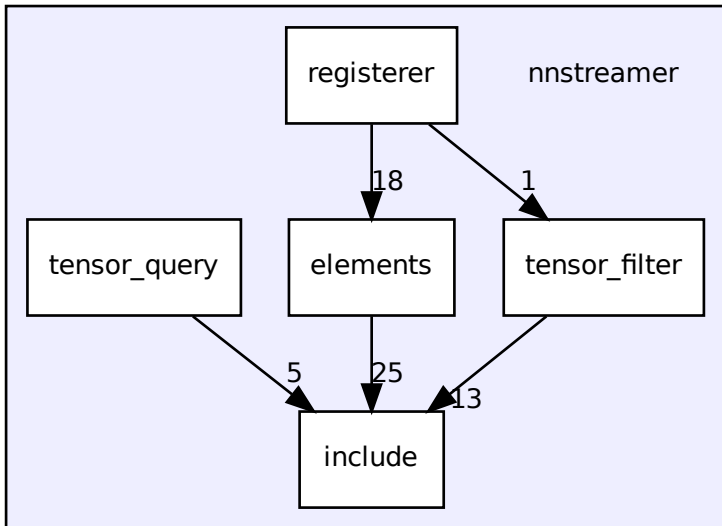 registerer
nnstreamer
18
1
tensor_query
elements
tensor_filter
5
25
13
include